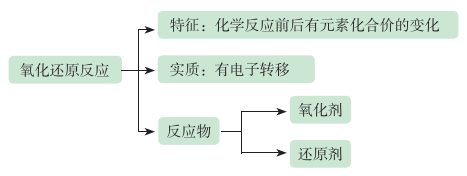 特征：化学反应前后有元素化合价的变化
氧化还原反应
实质：有电子转移
反应物
氧化剂
还原剂